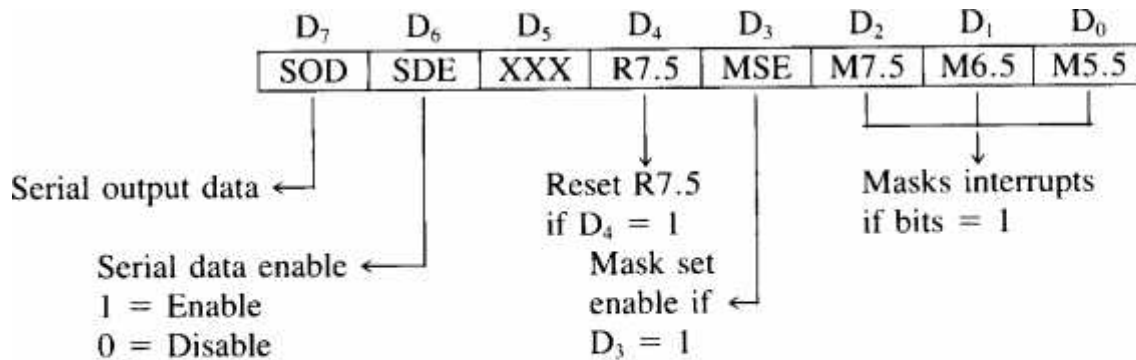 D₇ D₆ D₅ D₄ D₃ D₂ D₁ D₀
SOD SDE XXX R7.5 MSE M7.5 M6.5 M5.5
Serial output data
Reset R7.5
if D₄ = 1
Masks interrupts
if bits = 1
Serial data enable
1 = Enable
0 = Disable
Mask set
enable if
D₃ = 1